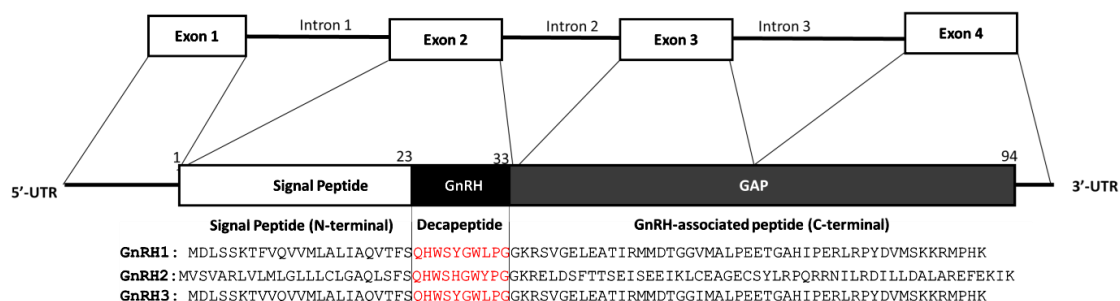 Exon 1 Intron 1 Exon 2 Intron 2 Exon 3 Intron 3 Exon 4
1 23 33 94
5’-UTR Signal Peptide GnRH GAP 3’-UTR
Signal Peptide (N-terminal) Decapeptide GnRH-associated peptide (C-terminal)
GnRH1: MDLSSKTFVQVVMLALIAQVTFSQHWSYGWLPGGKRSVGELEATIRMMDTGGVMALPEETGAHIPERLRPYDVMSKKRMPHK
GnRH2: MVSVARLVLMLGLLLCLGAQLSFSQHWSHGWYPGGKRELDSFTTSEISEEIKLCEAGECSYLRPQRRNILRDILLDALAREFEKIK
GnRH3: MDLSSKTVVQVVMLALIAQVTFSQHWSYGWLPGGKRSVGELEATIRMMDTGGIMALPEETGAHIPERLRPYDVMSKKRMPHK